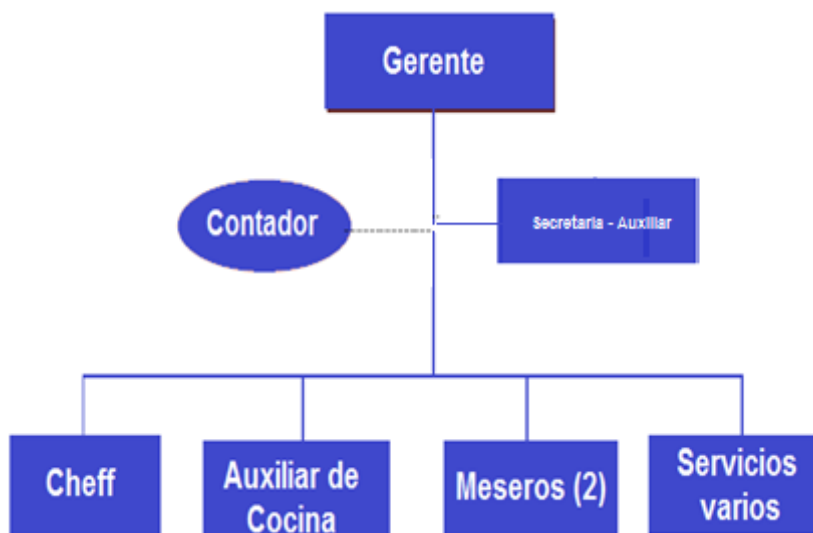 Gerente
Contador
Secretaria - Auxiliar
Cheff
Auxiliar de
Cocina
Meseros (2)
Servicios
varios